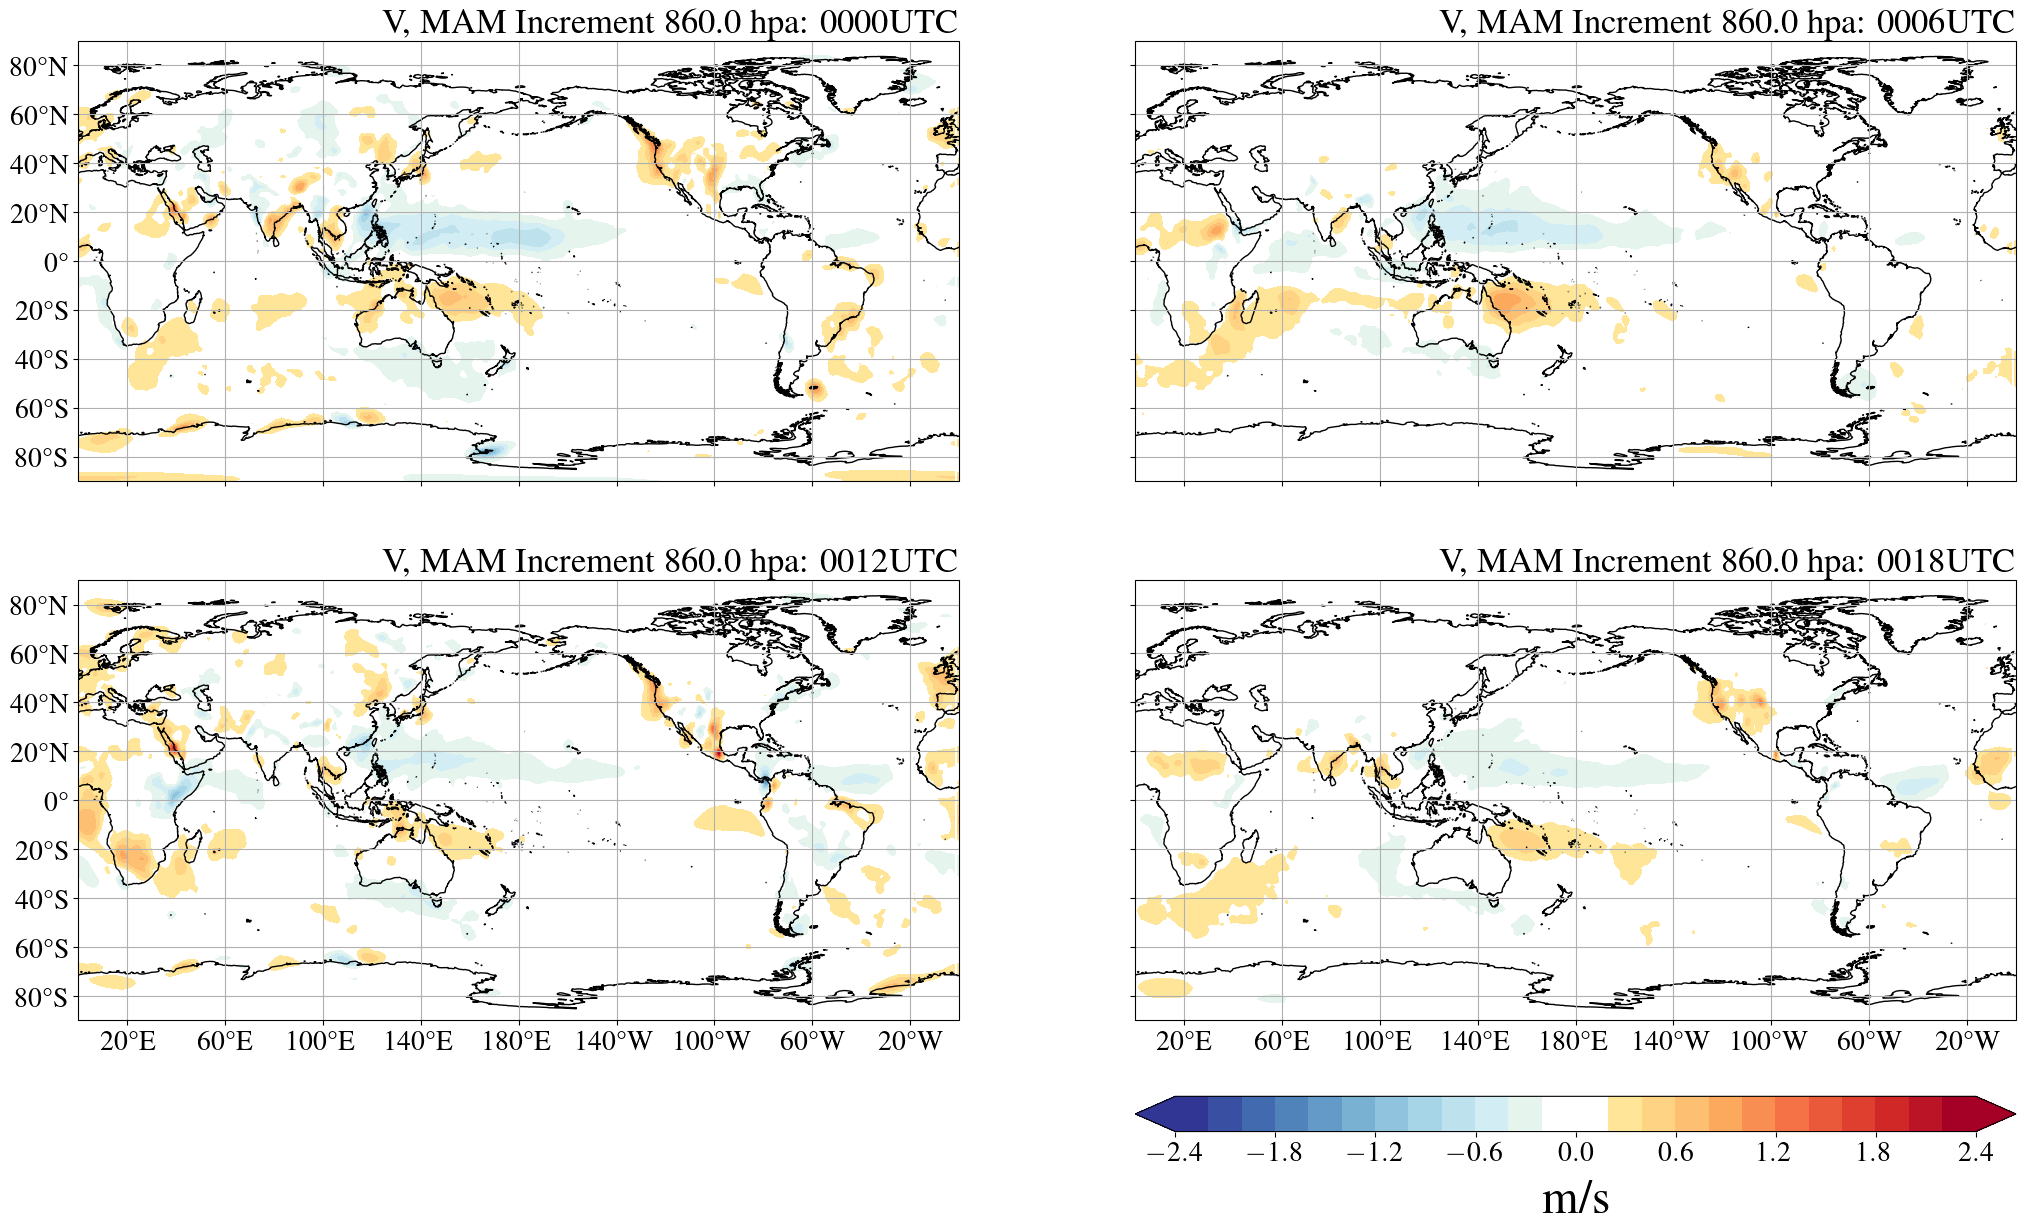 V, MAM Increment 860.0 hpa: 0000UTC
V, MAM Increment 860.0 hpa: 0006UTC
80°N
60°N
40°N
20°N
0°
20°S
40°S
60°S
80°S
V, MAM Increment 860.0 hpa: 0012UTC
V, MAM Increment 860.0 hpa: 0018UTC
80°N
60°N
40°N
20°N
0°
20°S
40°S
60°S
80°S
20°E 60°E 100°E 140°E 180°E 140°W 100°W 60°W 20°W
20°E 60°E 100°E 140°E 180°E 140°W 100°W 60°W 20°W
−2.4 −1.8 −1.2 −0.6 0.0 0.6 1.2 1.8 2.4
m/s